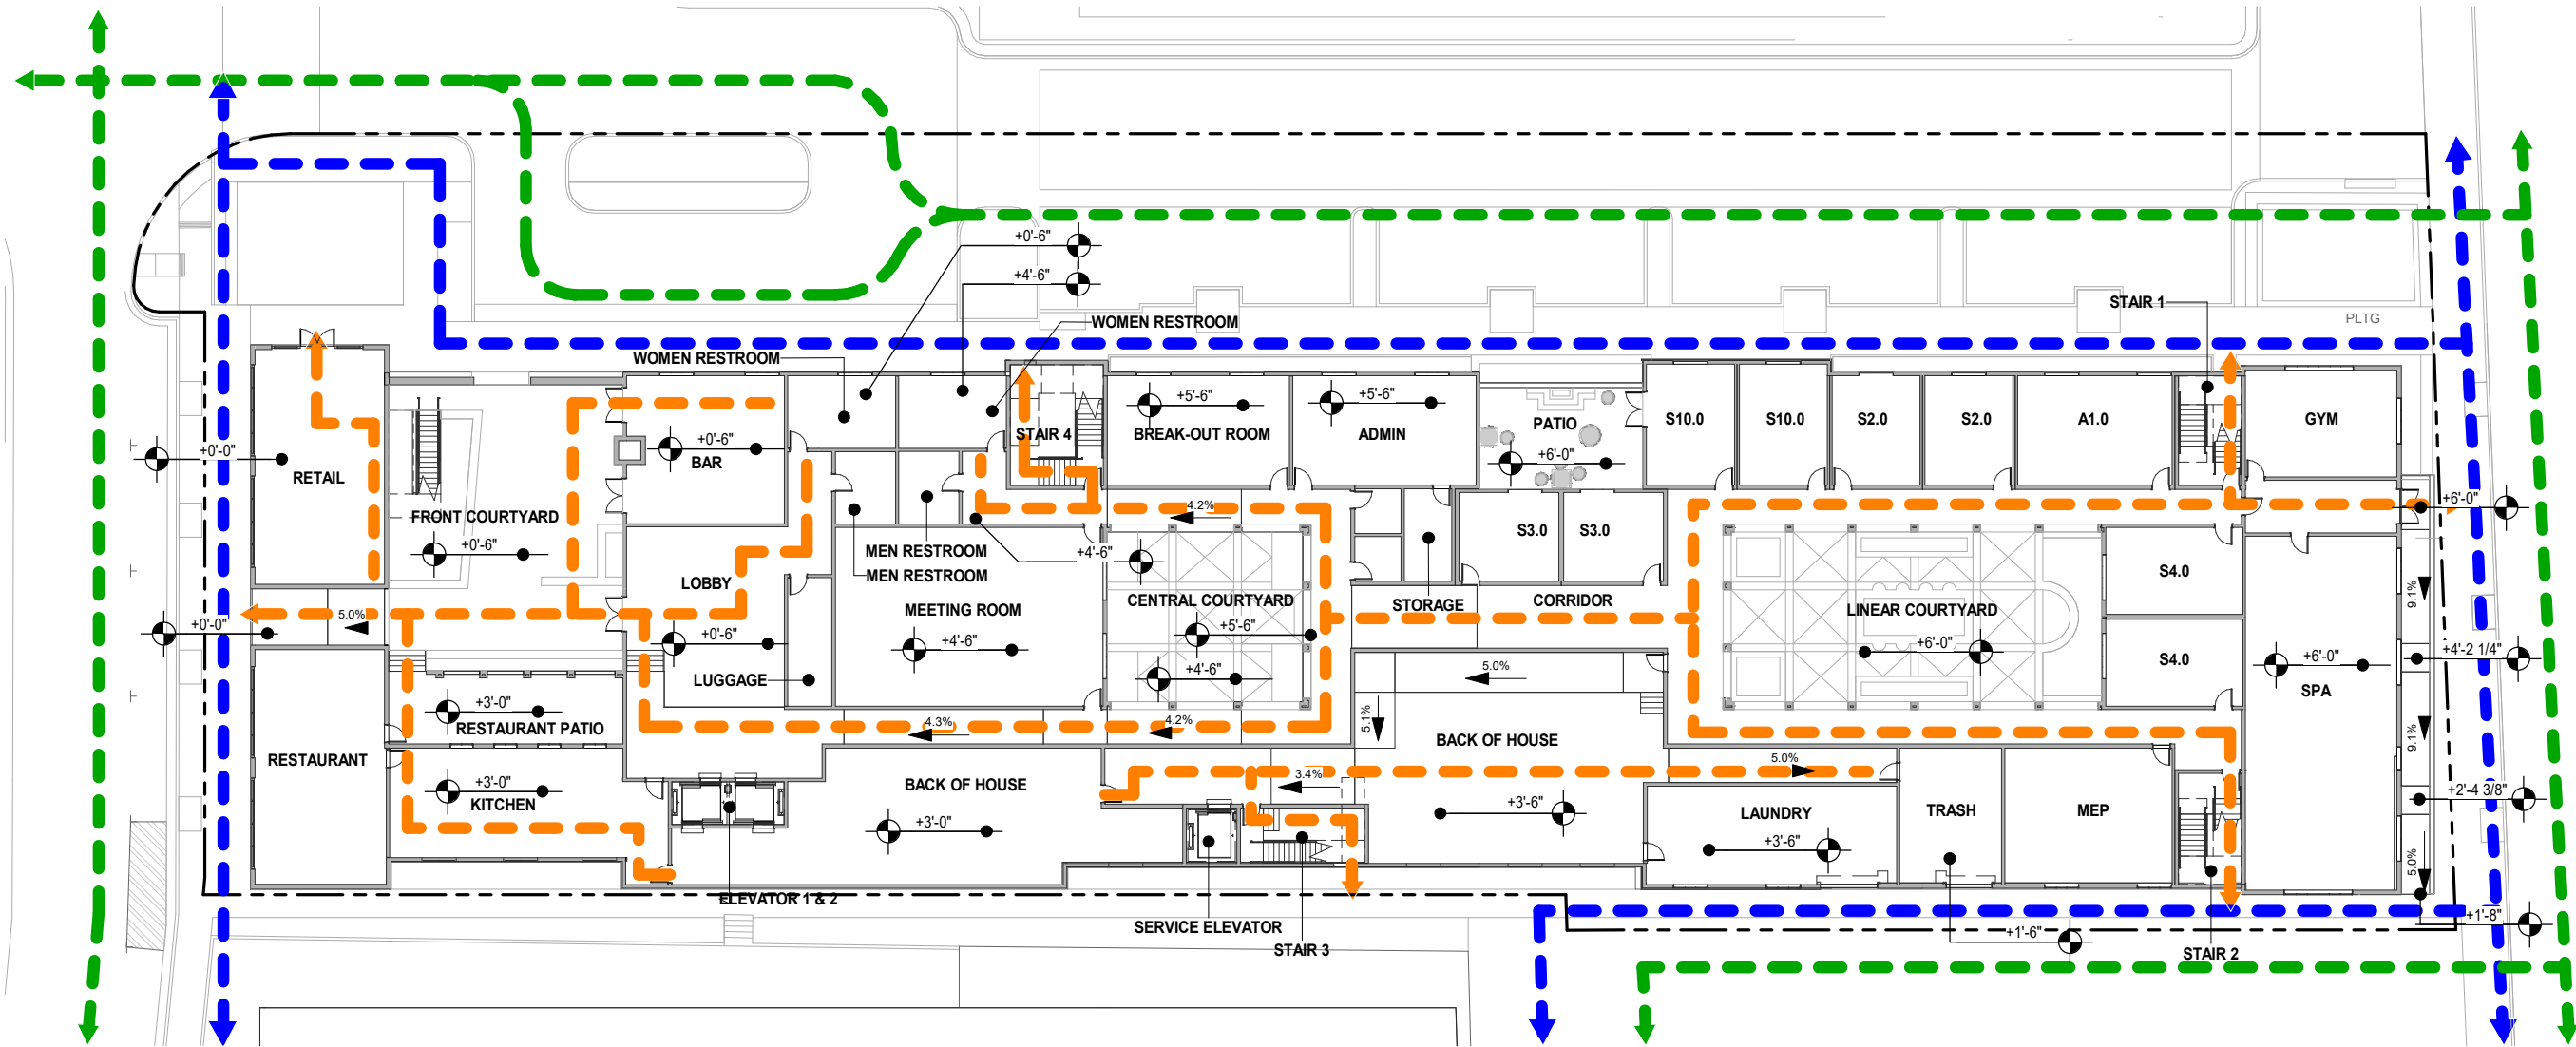 +0'-6"
+4'-6"
WOMEN RESTROOM
WOMEN RESTROOM
STAIR 1
PLTG
+0'-0"
RETAIL
FRONT COURTYARD
+0'-6"
+0'-6"
BAR
STAIR 4
+5'-6"
BREAK-OUT ROOM
+5'-6"
ADMIN
PATIO
+6'-0"
S10.0
S10.0
S2.0
S2.0
A1.0
GYM
+6'-0"
4.2%
S3.0
S3.0
MEN RESTROOM
MEN RESTROOM
+4'-6"
LOBBY
+0'-6"
LUGGAGE
MEETING ROOM
+4'-6"
CENTRAL COURTYARD
+5'-6"
+4'-6"
STORAGE
CORRIDOR
LINEAR COURTYARD
+6'-0"
S4.0
S4.0
+6'-0"
SPA
9.1%
+4'-2 1/4"
9.1%
+2'-4 3/8"
5.0%
+1'-8"
+0'-0"
5.0%
+3'-0"
RESTAURANT PATIO
RESTAURANT
+3'-0"
KITCHEN
4.3%
4.2%
5.0%
5.1%
BACK OF HOUSE
+3'-6"
BACK OF HOUSE
+3'-0"
3.4%
5.0%
LAUNDRY
+3'-6"
TRASH
MEP
ELEVATOR 1 & 2
SERVICE ELEVATOR
STAIR 3
+1'-6"
STAIR 2